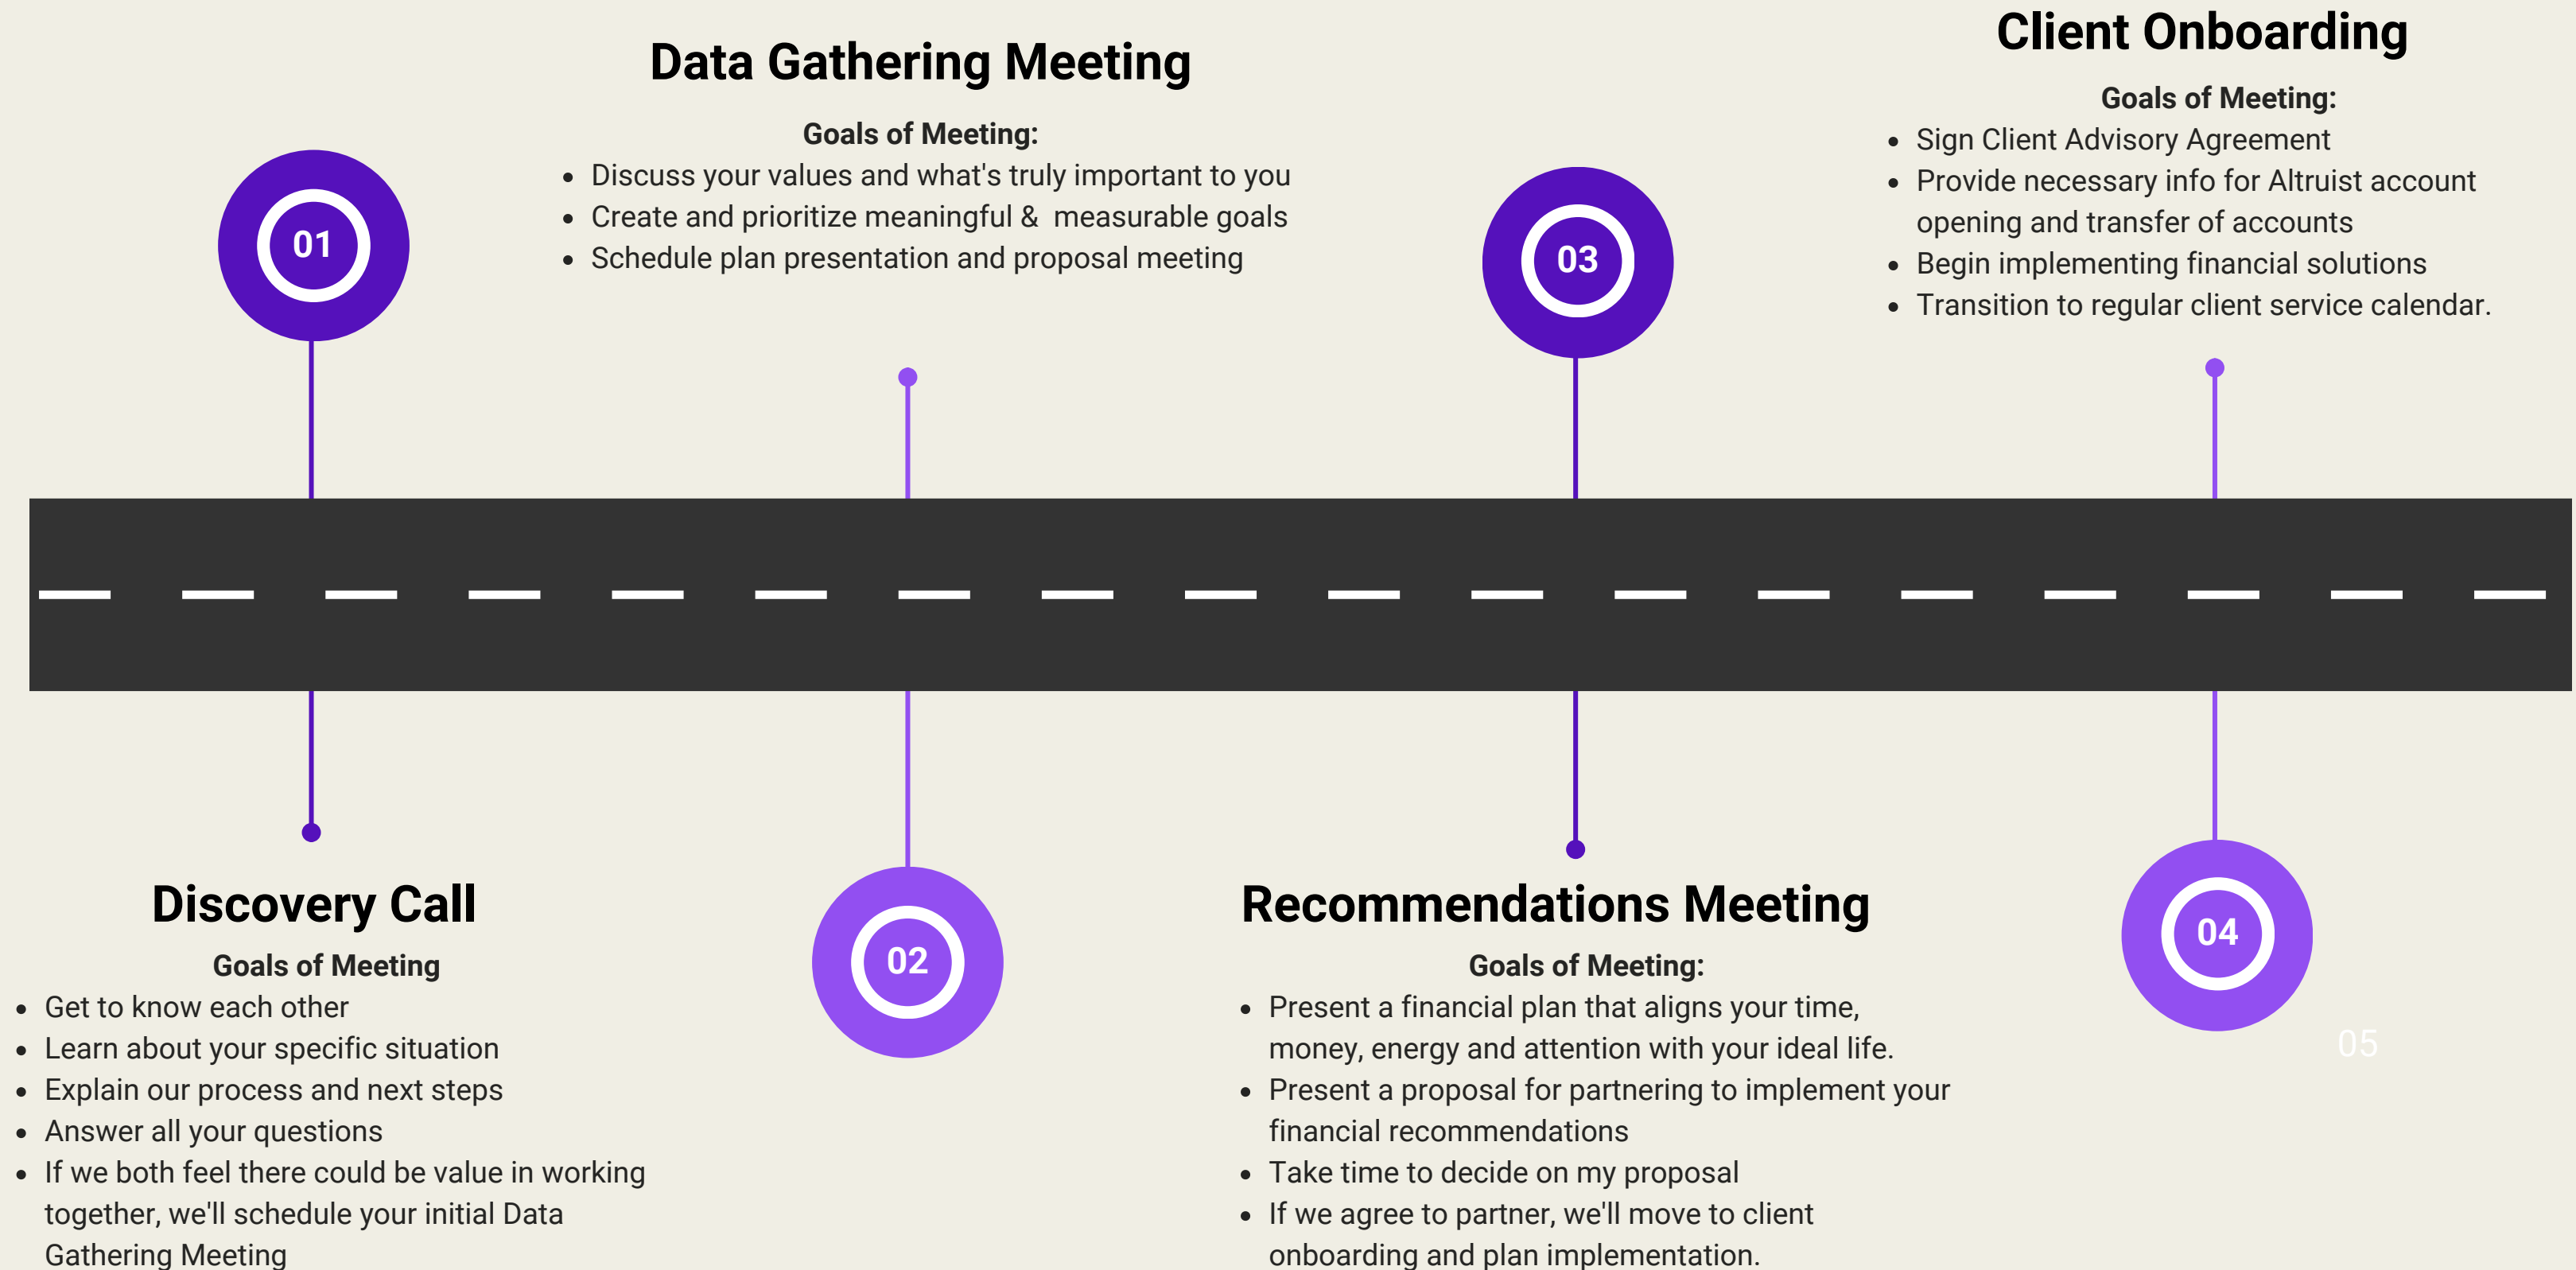 01
Discovery Call
Goals of Meeting
• Get to know each other
• Learn about your specific situation
• Explain our process and next steps
• Answer all your questions
• If we both feel there could be value in working
together, we'll schedule your initial Data
Gathering Meeting
Data Gathering Meeting
Goals of Meeting:
• Discuss your values and what's truly important to you
• Create and prioritize meaningful &  measurable goals
• Schedule plan presentation and proposal meeting
02
03
Recommendations Meeting
Goals of Meeting:
• Present a financial plan that aligns your time,
money, energy and attention with your ideal life.
• Present a proposal for partnering to implement your
financial recommendations
• Take time to decide on my proposal
• If we agree to partner, we'll move to client
onboarding and plan implementation.
Client Onboarding
Goals of Meeting:
• Sign Client Advisory Agreement
• Provide necessary info for Altruist account
opening and transfer of accounts
• Begin implementing financial solutions
• Transition to regular client service calendar.
04
05